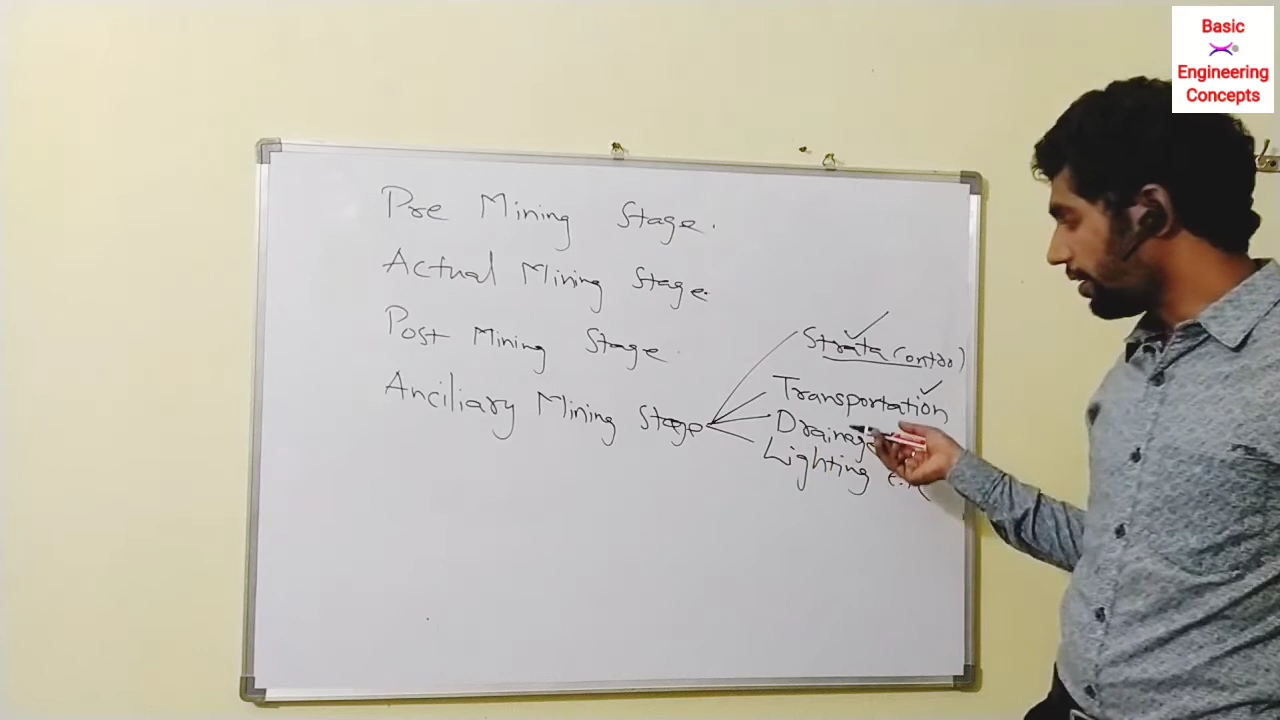 Basic
Engineering
Concepts
Pre Mining Stage.
Actual Mining Stage.
Post Mining Stage.
Anciliary Mining Stage
Strata Control
Transportation
Drainage
Lighting etc